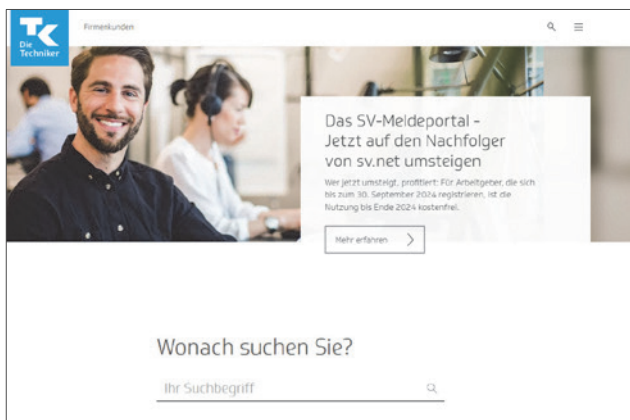 TK
Die
Techniker
Firmenkunden
Das SV-Meldeportal -
Jetzt auf den Nachfolger
von sv.net umsteigen
Wer jetzt umsteigt, profitiert: Für Arbeitgeber, die sich
bis zum 30. September 2024 registrieren, ist die
Nutzung bis Ende 2024 kostenfrei.
Mehr erfahren
Wonach suchen Sie?
Ihr Suchbegriff